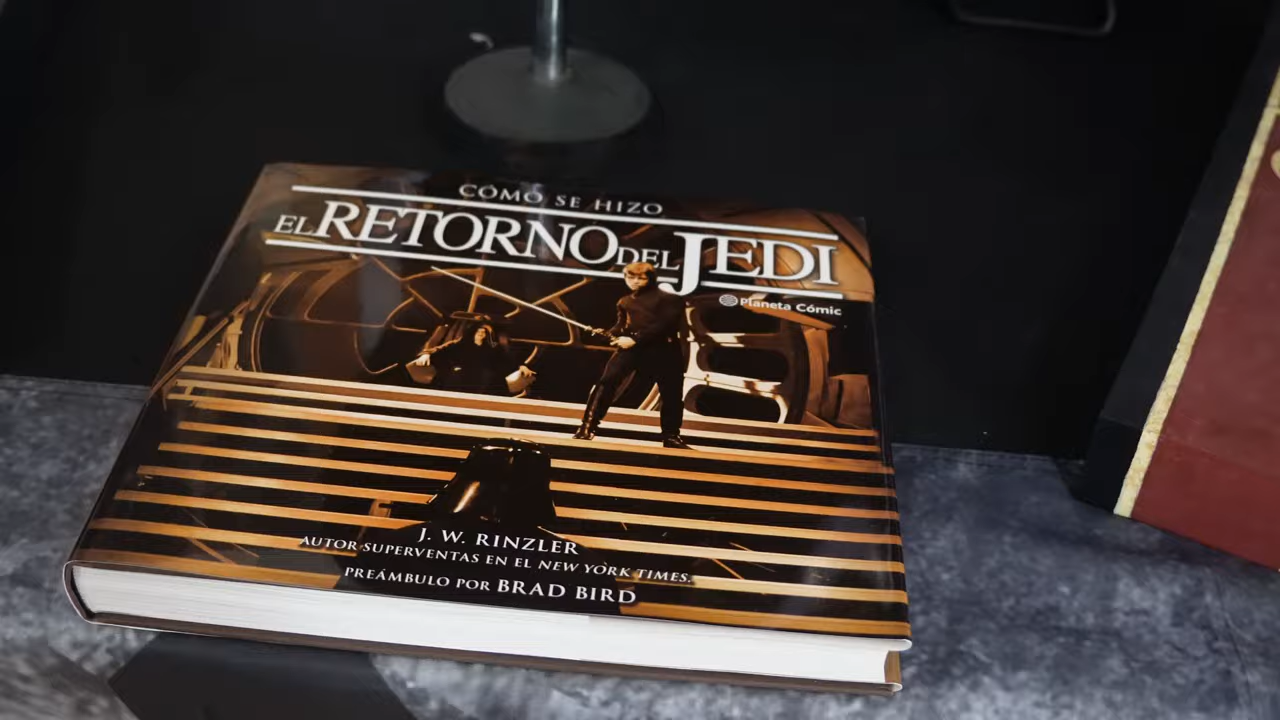 CÓMO SE HIZO
EL RETORNO DEL JEDI
Planeta Cómic
J. W. RINZLER
AUTOR SUPERVENTAS EN EL NEW YORK TIMES.
PREÁMBULO POR BRAD BIRD